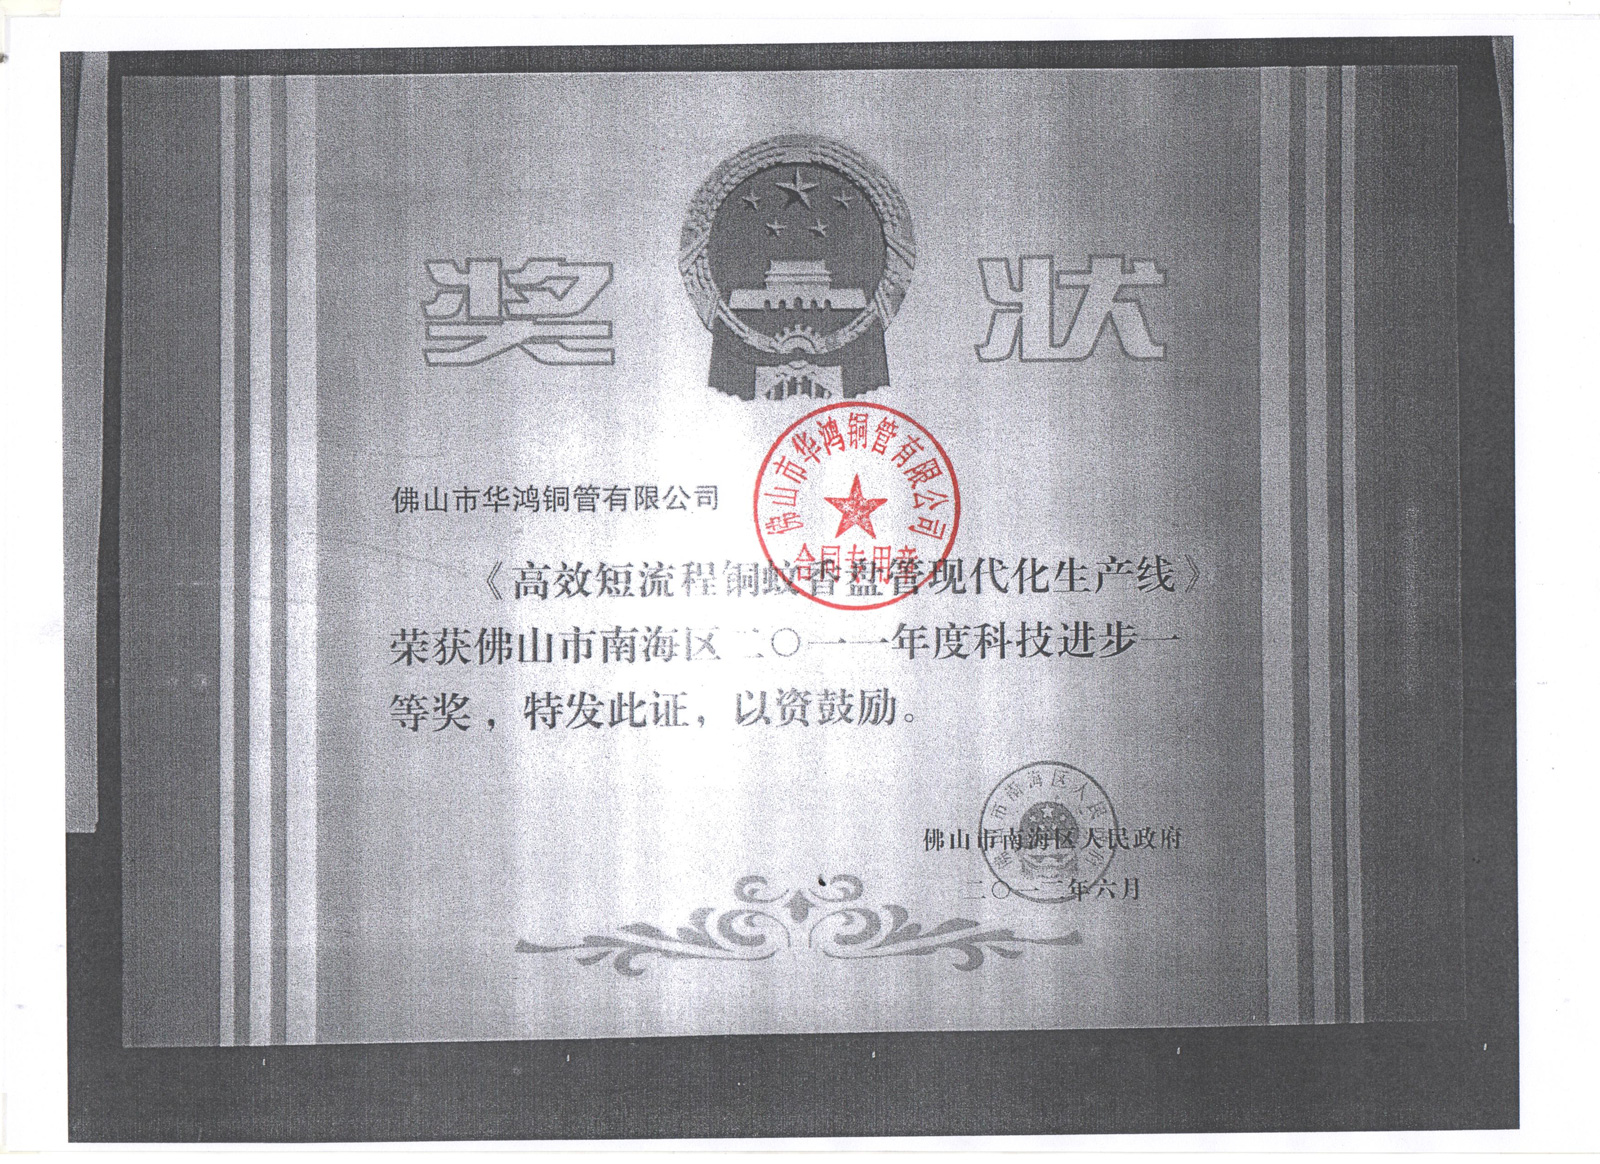 奖状
佛山市华鸿铜管有限公司
佛山市华鸿铜管有限公司
合同专用章
《高效短流程铜蚊香盘管现代化生产线》
荣获佛山市南海区二〇一一年度科技进步一
等奖，特发此证，以资鼓励。
佛山市南海区人民政府
二〇一二年六月